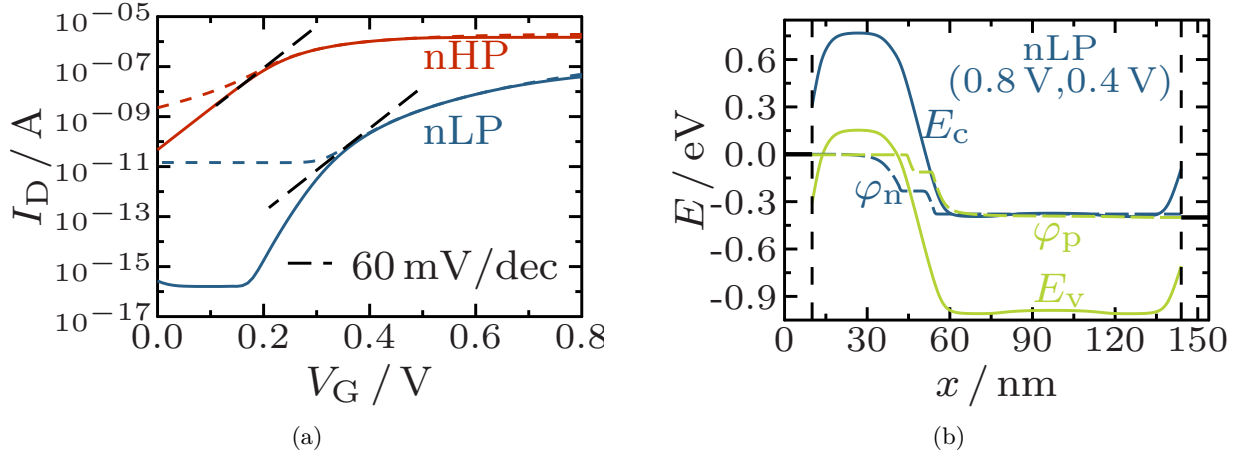 10⁻⁰⁵
10⁻⁰⁷
10⁻⁰⁹
10⁻¹¹
10⁻¹³
10⁻¹⁵
10⁻¹⁷
I_D / A
nHP
nLP
60 mV/dec
0.0 0.2 0.4 0.6 0.8
V_G / V
(a)
0.6
0.3
0.0
-0.3
-0.6
-0.9
E / eV
nLP
(0.8 V,0.4 V)
E_c
φ_n
φ_p
E_v
0 30 60 90 120 150
x / nm
(b)